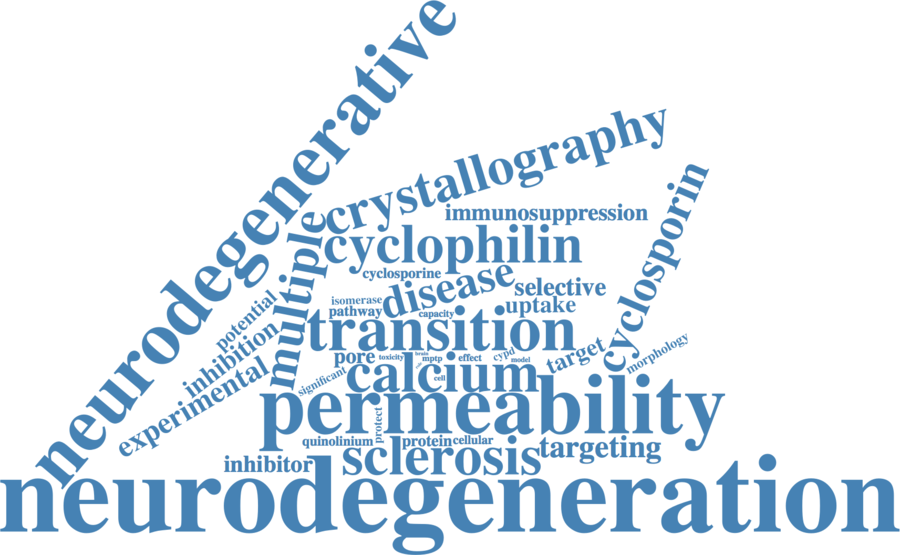 neurodegenerative
crystallography
immunosuppression
multiple
cyclophilin
cyclosporin
cyclosporine
disease
selective
potential
isomerase
capacity
uptake
pathway
transition
inhibition
pore
toxicity
brain
mptp
effect
cypd
model
target
morphology
experimental
significant
calcium
cell
permeability
protect
quinolinium
protein
cellular
targeting
inhibitor
sclerosis
neurodegeneration